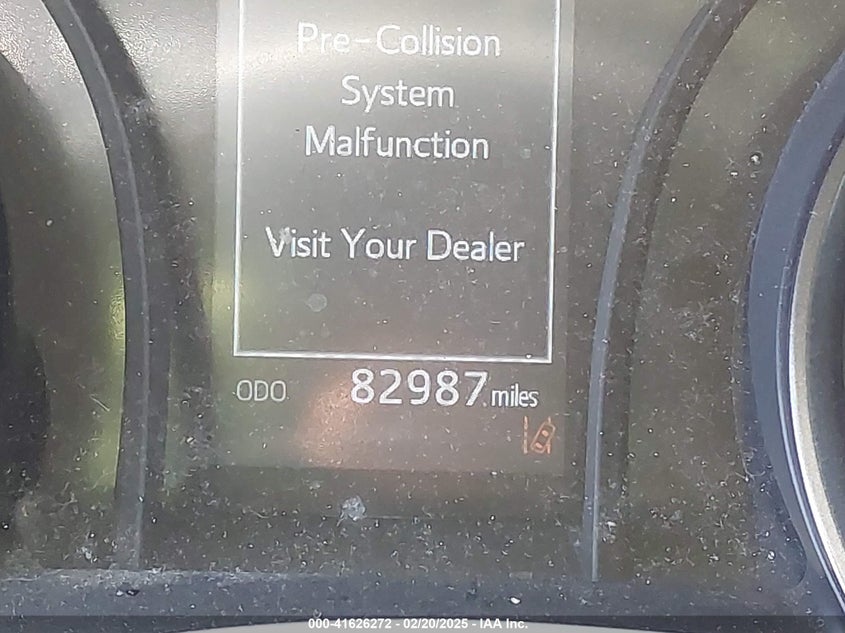 Pre-Collision
System
Malfunction
Visit Your Dealer
ODO 82987 miles
000-41626272 - 02/20/2025 - IAA Inc.